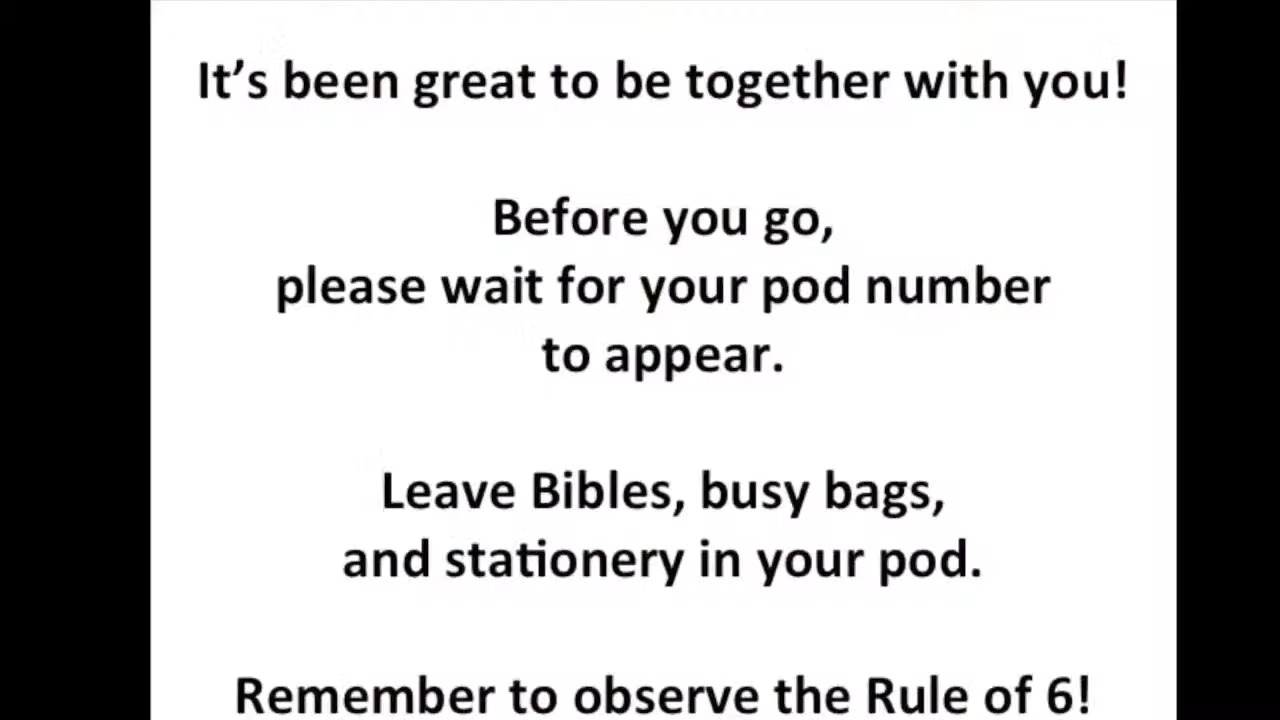 It’s been great to be together with you!
Before you go,
please wait for your pod number
to appear.
Leave Bibles, busy bags,
and stationery in your pod.
Remember to observe the Rule of 6!